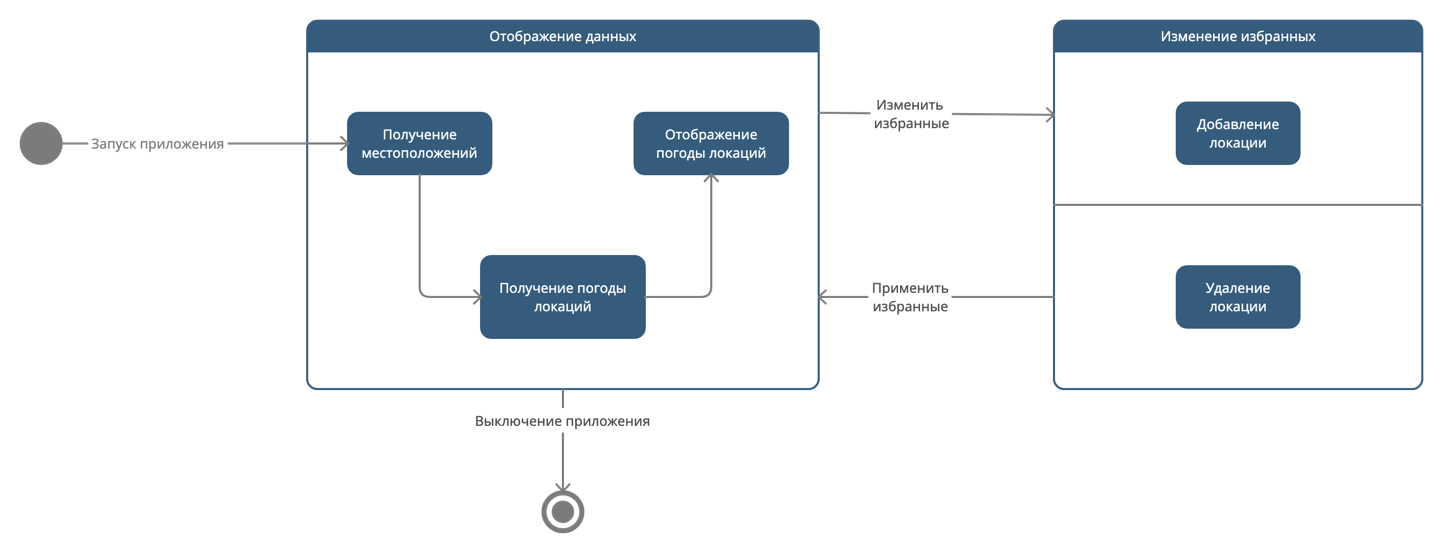 Отображение данных
Изменение избранных
Запуск приложения
Получение
местоположений
Отображение
погоды локаций
Изменить
избранные
Добавление
локации
Получение погоды
локаций
Применить
избранные
Удаление
локации
Выключение приложения